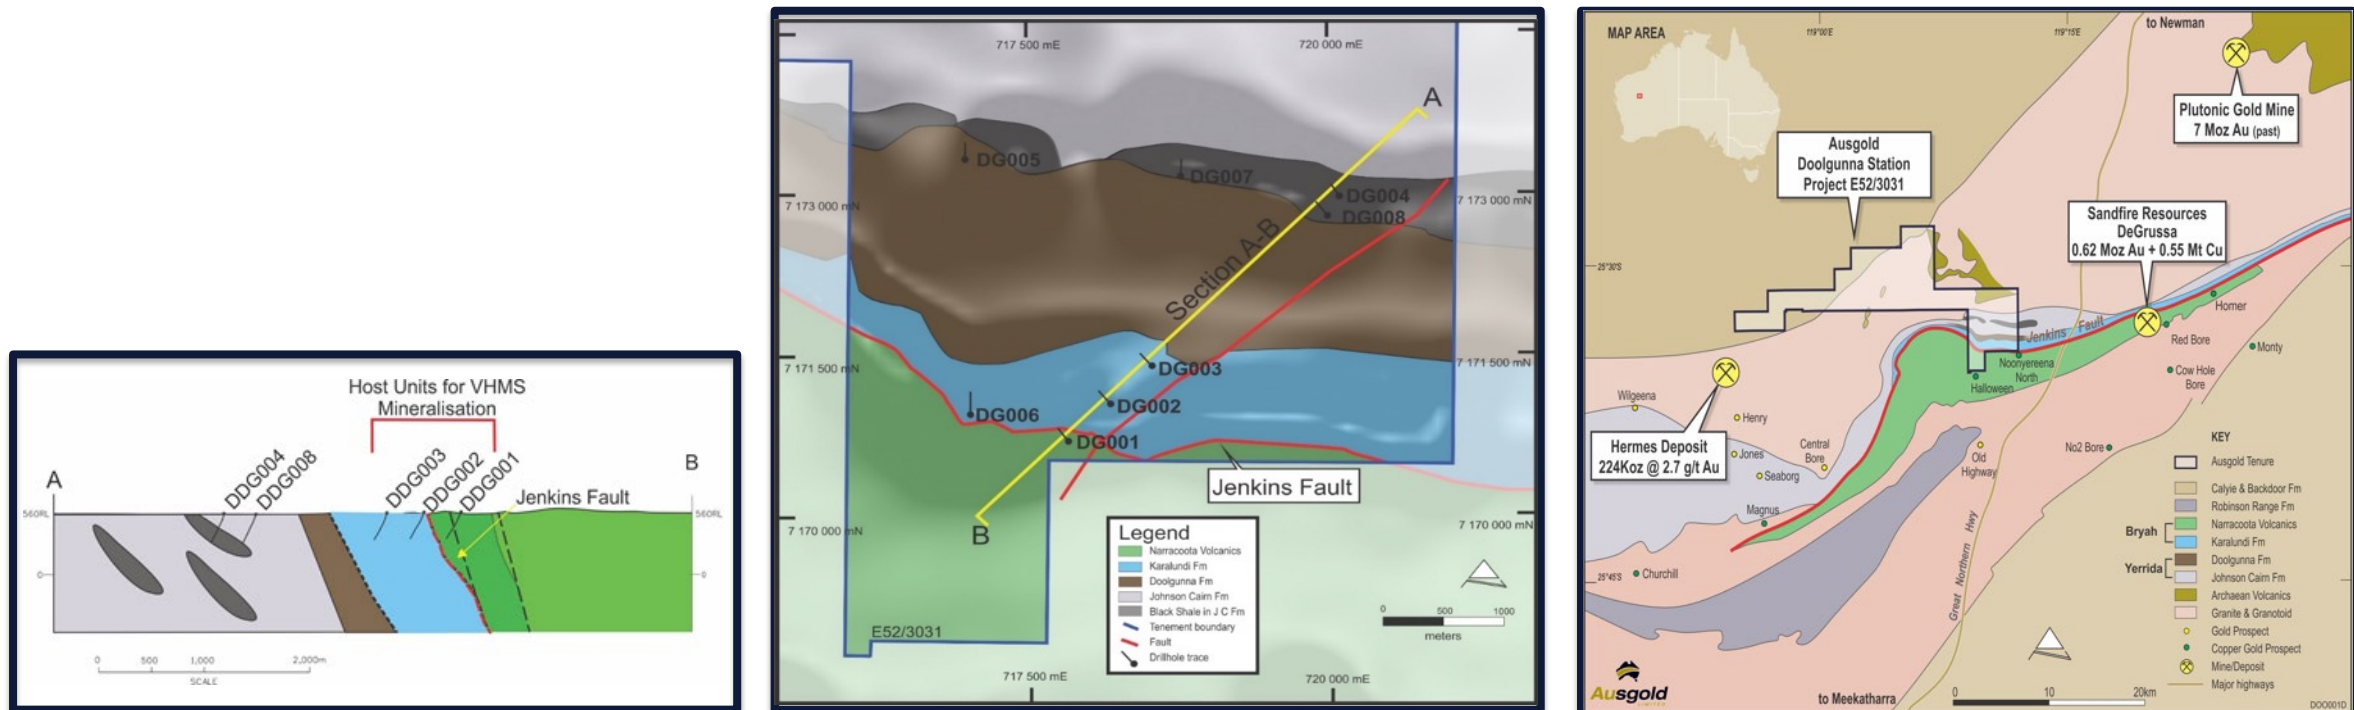 Host Units for VHMS
Mineralisation
A
DDG004
DDG008
DDG003
DDG002
DDG001
B
Jenkins Fault
560RL
560RL
0
0
0
500
1,000
2,000m
SCALE
717 500 mE
720 000 mE
A
DG005
DG007
DG004
DG008
7 173 000 mN
7 173 000 mN
Section A-B
DG003
7 171 500 mN
7 171 500 mN
DG002
DG006
DG001
Jenkins Fault
B
7 170 000 mN
7 170 000 mN
E52/3031
Legend
Narracoota Volcanics
Karalundi Fm
Doolgunna Fm
Johnson Cairn Fm
Black Shale in J C Fm
Tenement boundary
Fault
Drillhole trace
0
500
1000
meters
717 500 mE
720 000 mE
MAP AREA
119°00'E
119°15'E
to Newman
Plutonic Gold Mine
7 Moz Au (past)
Ausgold
Doolgunna Station
Project E52/3031
Sandfire Resources
DeGrussa
0.62 Moz Au + 0.55 Mt Cu
25°30'S
Homer
Jenkins Fault
Red Bore
Monty
Noonyereena
North
Cow Hole
Bore
Halloween
Wilgeena
Henry
Hermes Deposit
224Koz @ 2.7 g/t Au
Jones
Seaborg
Central
Bore
Old
Highway
No2 Bore
Magnus
Churchill
25°45'S
Great Northern Hwy
KEY
Ausgold Tenure
Calyie & Backdoor Fm
Robinson Range Fm
Bryah
Narracoota Volcanics
Karalundi Fm
Yerrida
Doolgunna Fm
Johnson Cairn Fm
Archaean Volcanics
Granite & Granotoid
Gold Prospect
Copper Gold Prospect
Mine/Deposit
Major highways
Ausgold
LIMITED
to Meekatharra
0
10
20km
DOO001D